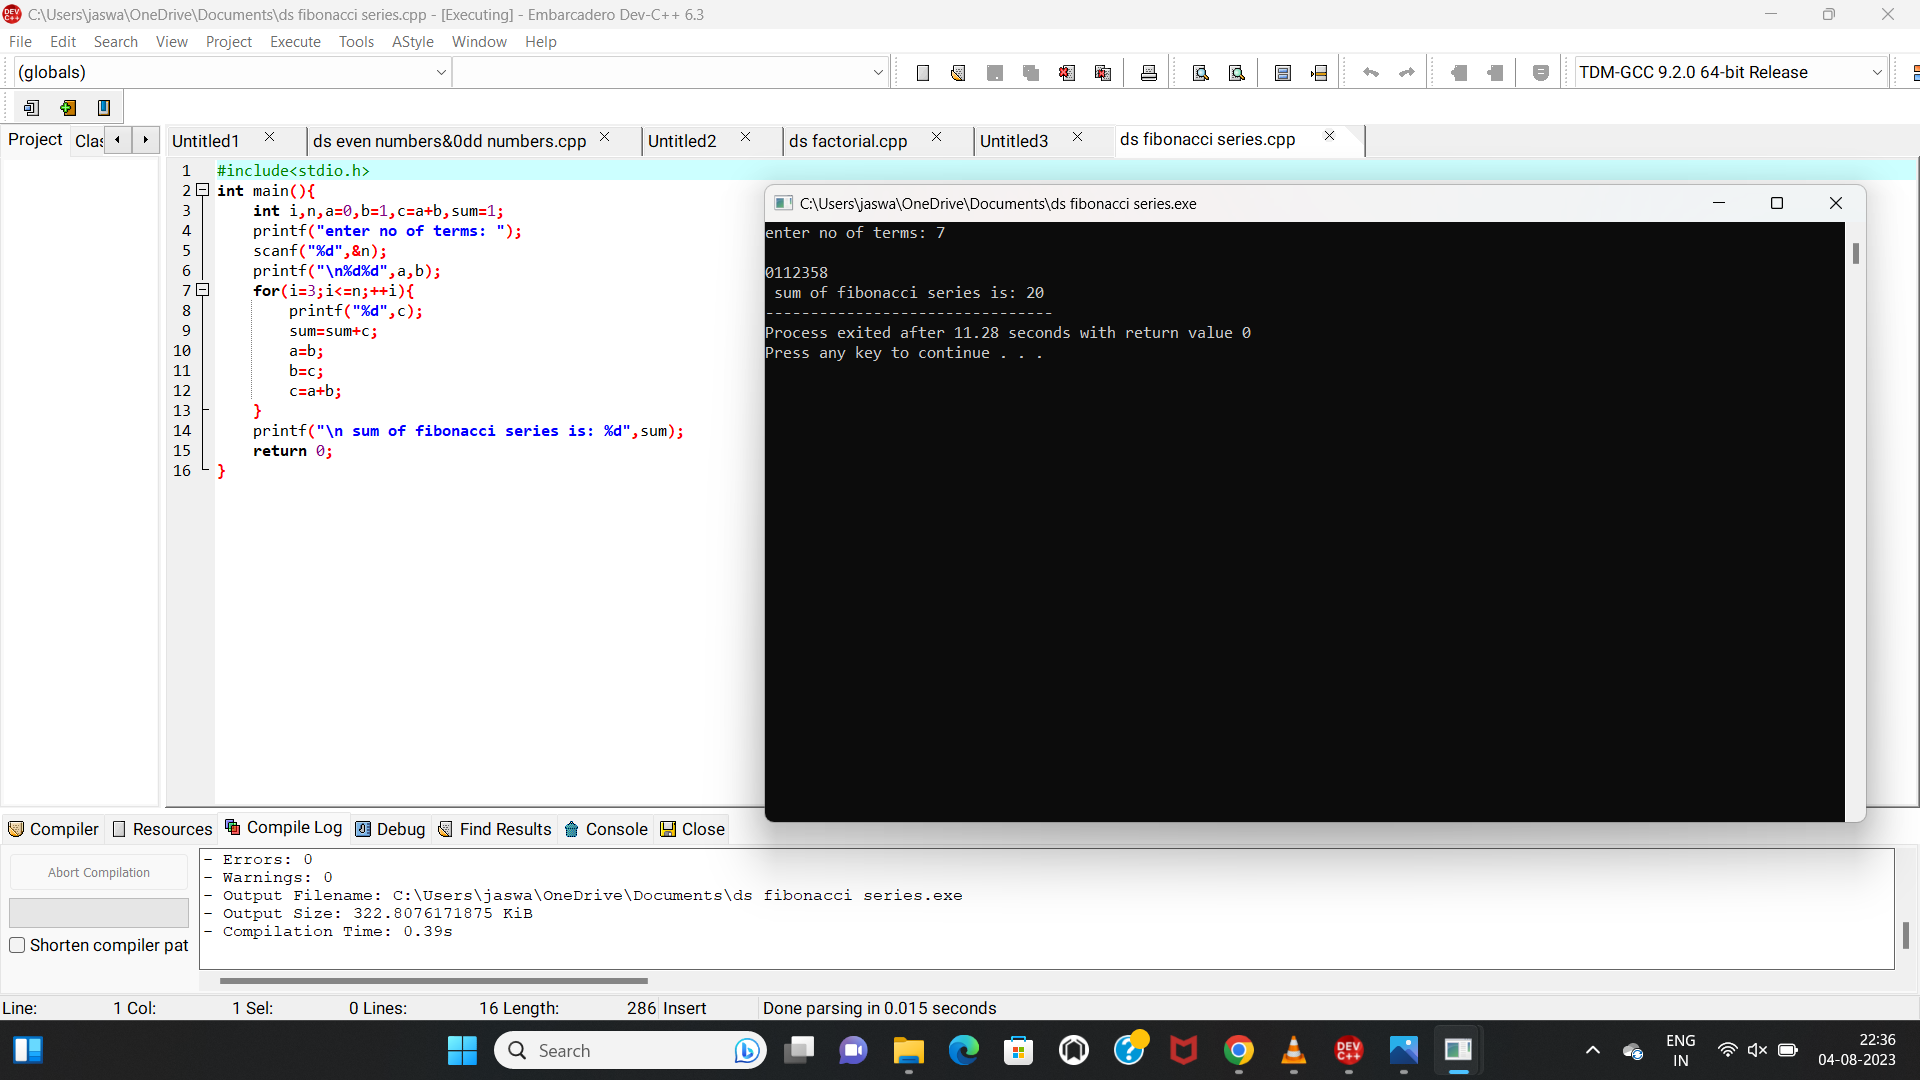 C:\Users\jaswa\OneDrive\Documents\ds fibonacci series.cpp - [Executing] - Embarcadero Dev-C++ 6.3
File Edit Search View Project Execute Tools AStyle Window Help
(globals)
TDM-GCC 9.2.0 64-bit Release
Project Clas
Untitled1 ds even numbers&0dd numbers.cpp Untitled2 ds factorial.cpp Untitled3 ds fibonacci series.cpp
1 #include<stdio.h>
2 int main(){
3 int i,n,a=0,b=1,c=a+b,sum=1;
4 printf("enter no of terms: ");
5 scanf("%d",&n);
6 printf("\n%d%d",a,b);
7 for(i=3;i<=n;++i){
8 printf("%d",c);
9 sum=sum+c;
10 a=b;
11 b=c;
12 c=a+b;
13 }
14 printf("\n sum of fibonacci series is: %d",sum);
15 return 0;
16 }
C:\Users\jaswa\OneDrive\Documents\ds fibonacci series.exe
enter no of terms: 7
0112358
sum of fibonacci series is: 20
--------------------------------
Process exited after 11.28 seconds with return value 0
Press any key to continue . . .
Compiler Resources Compile Log Debug Find Results Console Close
Abort Compilation
Shorten compiler pat
- Errors: 0
- Warnings: 0
- Output Filename: C:\Users\jaswa\OneDrive\Documents\ds fibonacci series.exe
- Output Size: 322.8076171875 KiB
- Compilation Time: 0.39s
Line: 1 Col: 1 Sel: 0 Lines: 16 Length: 286 Insert Done parsing in 0.015 seconds
Search
DEV C++
ENG
IN
22:36
04-08-2023